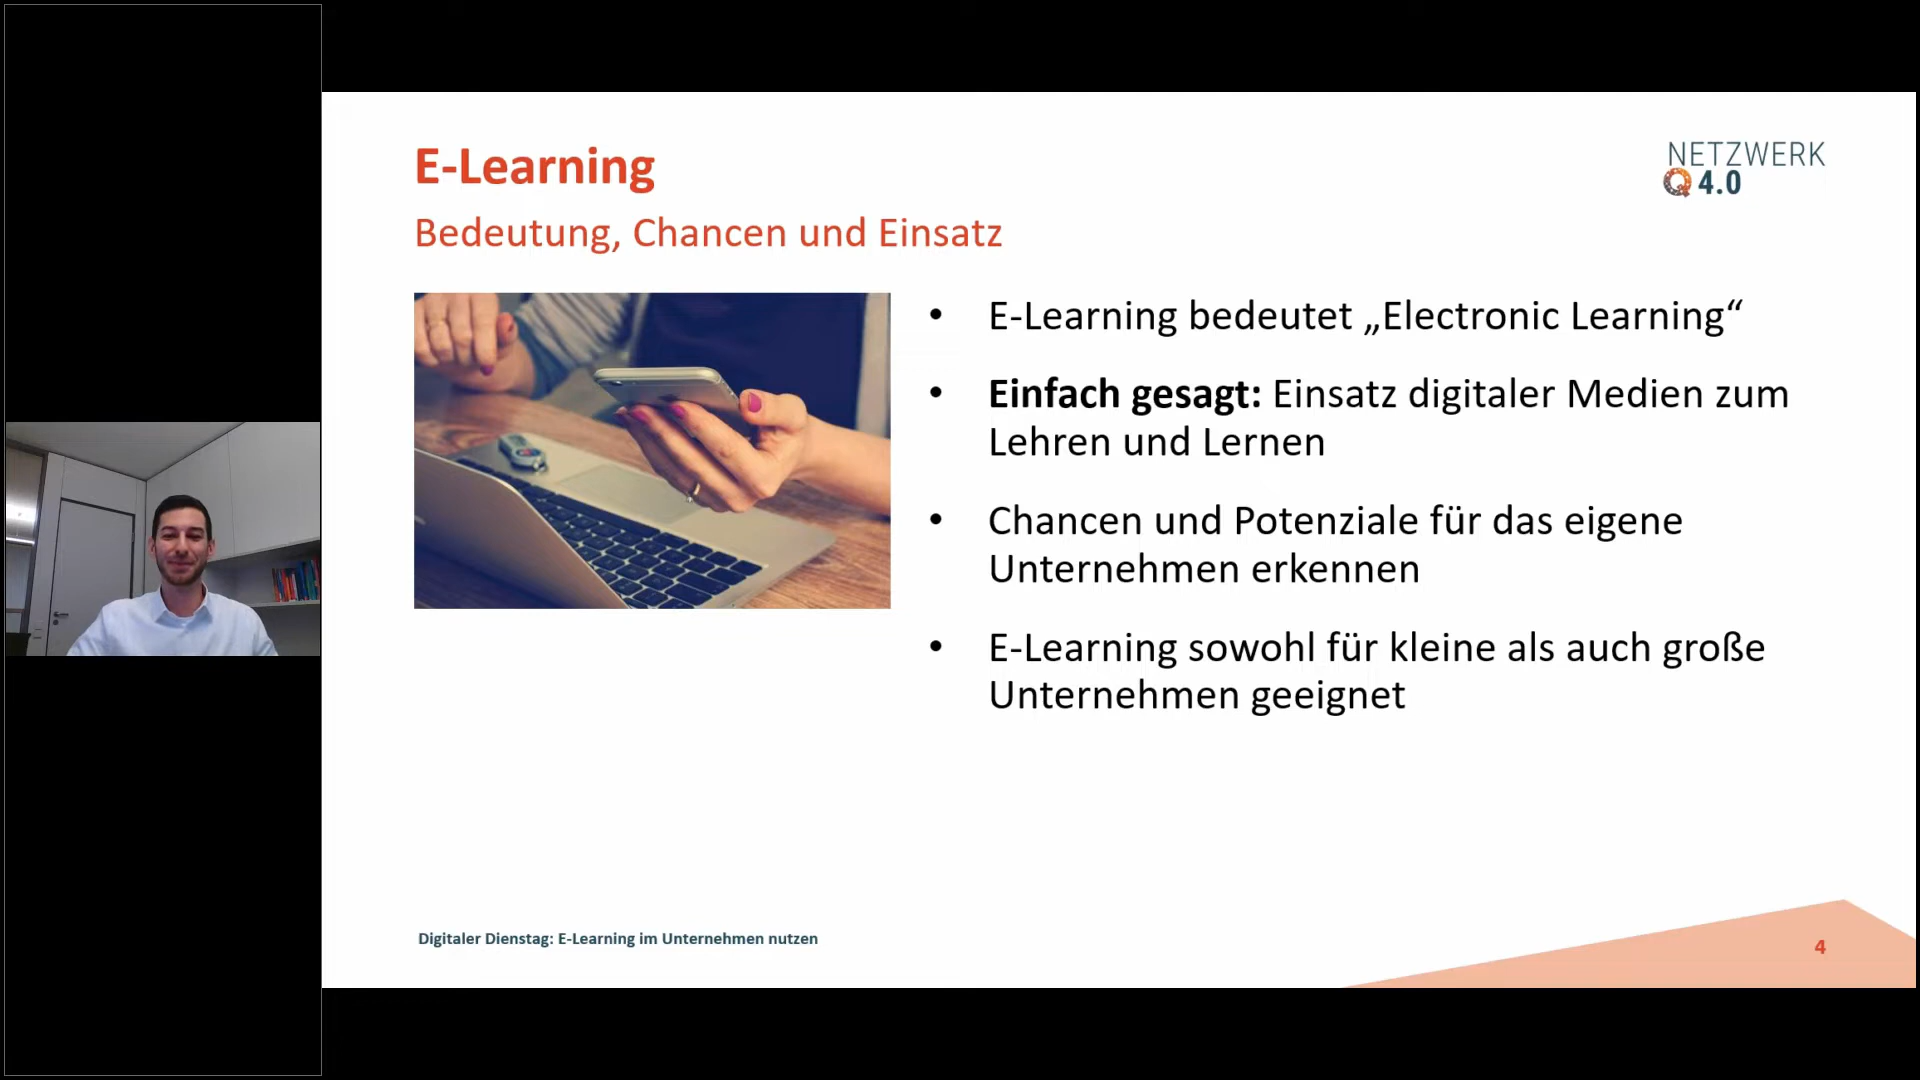 E-Learning
Bedeutung, Chancen und Einsatz
NETZWERK
Q 4.0
• E-Learning bedeutet „Electronic Learning“
• Einfach gesagt: Einsatz digitaler Medien zum
Lehren und Lernen
• Chancen und Potenziale für das eigene
Unternehmen erkennen
• E-Learning sowohl für kleine als auch große
Unternehmen geeignet
Digitaler Dienstag: E-Learning im Unternehmen nutzen
4